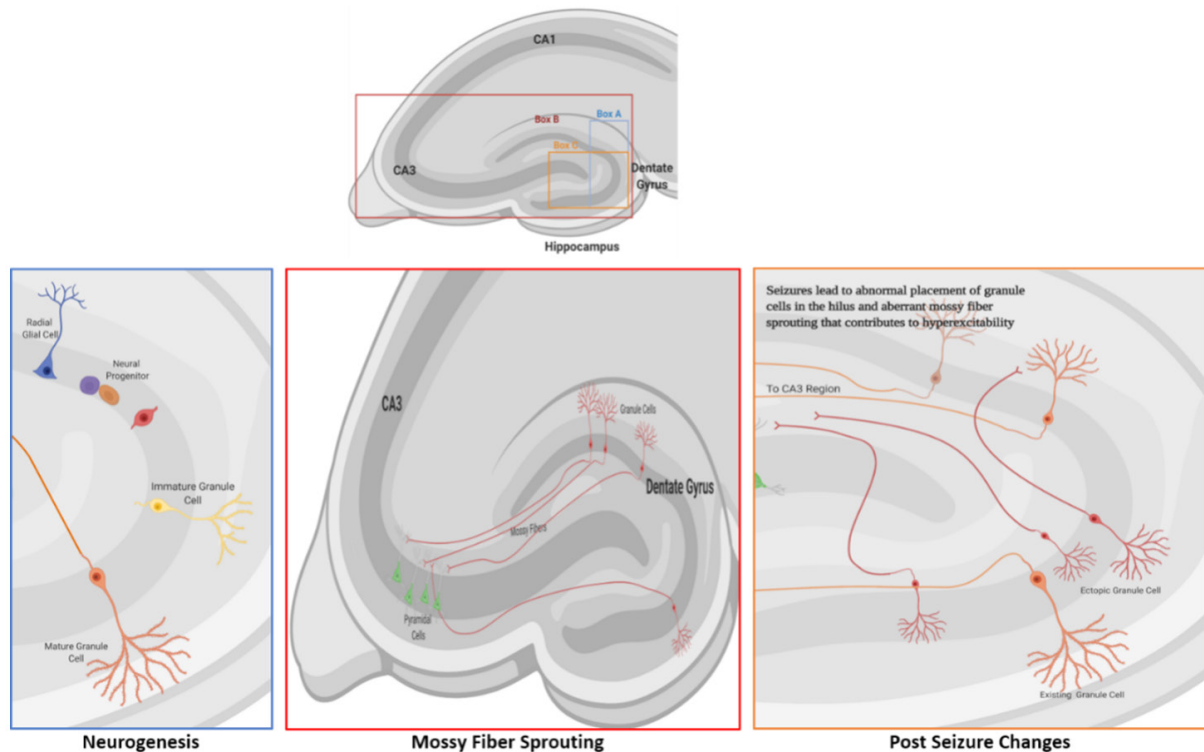 CA1
Box A
Box B
Box C
CA3
Dentate
Gyrus
Hippocampus
Radial
Glial Cell
Neural
Progenitor
Immature Granule
Cell
Mature Granule
Cell
Neurogenesis
CA3
Granule Cells
Dentate Gyrus
Mossy Fibers
Pyramidal
Cells
Mossy Fiber Sprouting
Seizures lead to abnormal placement of granule
cells in the hilus and aberrant mossy fiber
sprouting that contributes to hyperexcitability
To CA3 Region
Ectopic Granule Cell
Existing Granule Cell
Post Seizure Changes